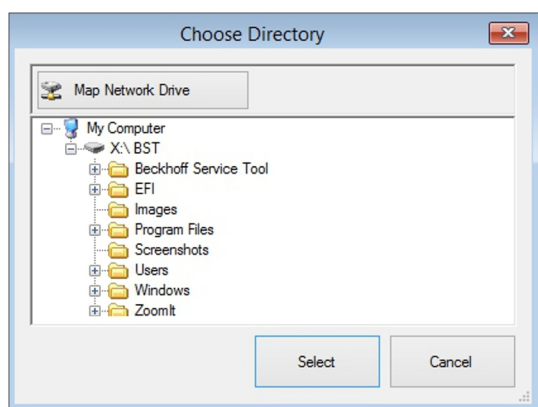 Choose Directory
Map Network Drive
My Computer
X:\ BST
Beckhoff Service Tool
EFI
Images
Program Files
Screenshots
Users
Windows
ZoomIt
Select
Cancel